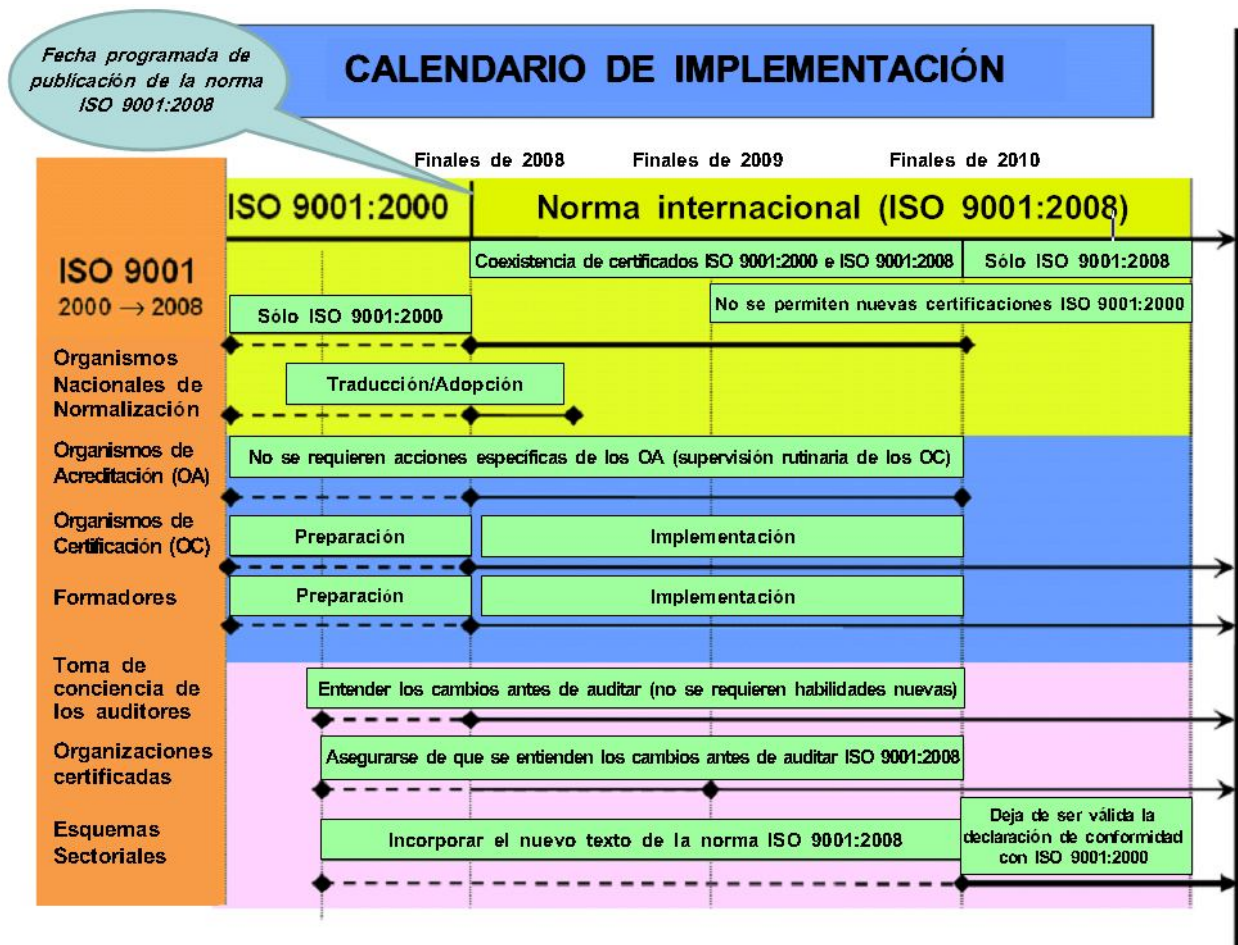 Fecha programada de
publicación de la norma
ISO 9001:2008
CALENDARIO DE IMPLEMENTACIÓN
Finales de 2008
Finales de 2009
Finales de 2010
ISO 9001:2000
Norma internacional (ISO 9001:2008)
ISO 9001
2000 → 2008
Coexistencia de certificados ISO 9001:2000 e ISO 9001:2008
Sólo ISO 9001:2008
No se permiten nuevas certificaciones ISO 9001:2000
Sólo ISO 9001:2000
Organismos
Nacionales de
Normalización
Traducción/Adopción
Organismos de
Acreditación (OA)
No se requieren acciones específicas de los OA (supervisión rutinaria de los OC)
Organismos de
Certificación (OC)
Preparación
Implementación
Formadores
Preparación
Implementación
Toma de
conciencia de
los auditores
Entender los cambios antes de auditar (no se requieren habilidades nuevas)
Organizaciones
certificadas
Asegurarse de que se entienden los cambios antes de auditar ISO 9001:2008
Esquemas
Sectoriales
Incorporar el nuevo texto de la norma ISO 9001:2008
Deja de ser válida la
declaración de conformidad
con ISO 9001:2000